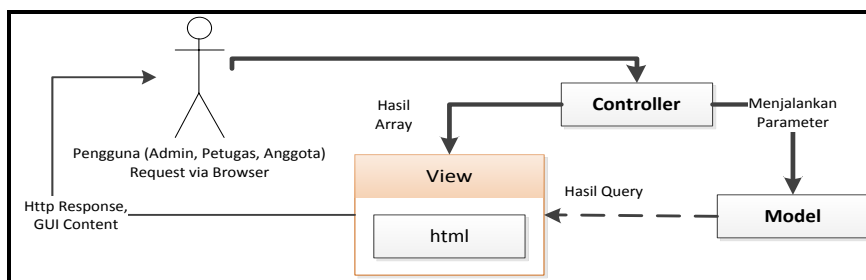 Controller
Hasil
Array
Menjalankan
Parameter
Pengguna (Admin, Petugas, Anggota)
Request via Browser
View
Hasil Query
Http Response,
GUI Content
html
Model